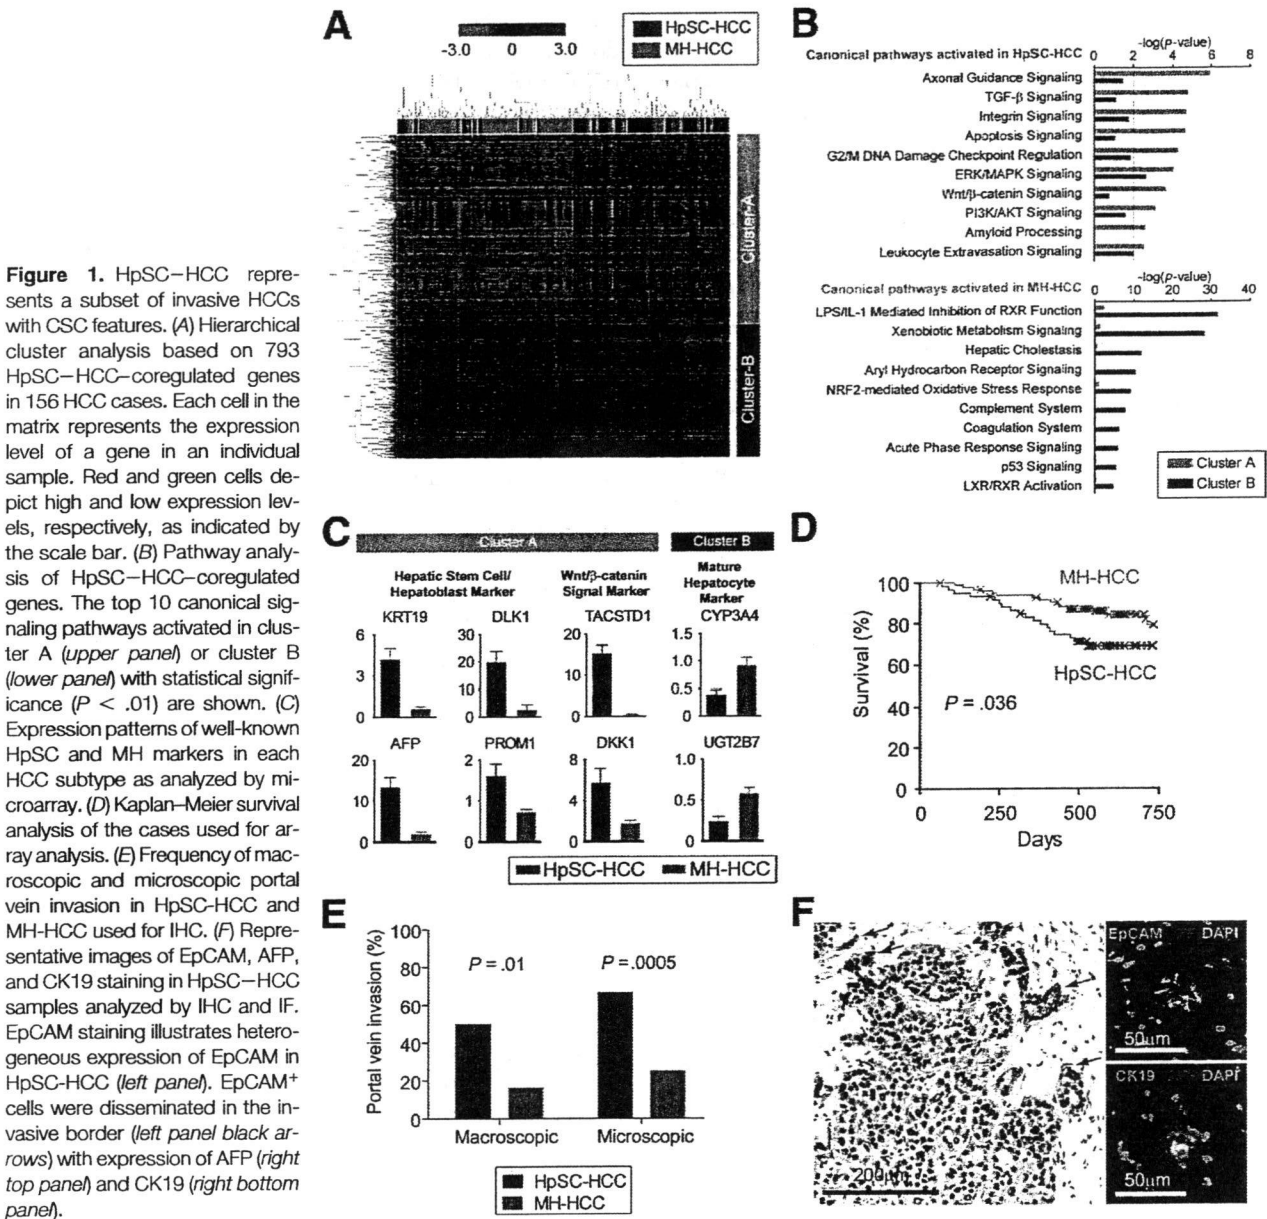 A
-3.0 0 3.0
HpSC-HCC
MH-HCC
Cluster-A
Cluster-B
B
-log(p-value)
Canonical pathways activated in HpSC-HCC
0 2 4 6 8
Axonal Guidance Signaling
TGF-β Signaling
Integrin Signaling
Apoptosis Signaling
G2/M DNA Damage Checkpoint Regulation
ERK/MAPK Signaling
Wnt/β-catenin Signaling
PI3K/AKT Signaling
Amyloid Processing
Leukocyte Extravasation Signaling
-log(p-value)
Canonical pathways activated in MH-HCC
0 10 20 30 40
LPS/IL-1 Mediated Inhibition of RXR Function
Xenobiotic Metabolism Signaling
Hepatic Cholestasis
Aryl Hydrocarbon Receptor Signaling
NRF2-mediated Oxidative Stress Response
Complement System
Coagulation System
Acute Phase Response Signaling
p53 Signaling
LXR/RXR Activation
Cluster A
Cluster B
Figure 1. HpSC–HCC repre-
sents a subset of invasive HCCs
with CSC features. (A) Hierarchical
cluster analysis based on 793
HpSC–HCC–coregulated genes
in 156 HCC cases. Each cell in the
matrix represents the expression
level of a gene in an individual
sample. Red and green cells de-
pict high and low expression lev-
els, respectively, as indicated by
the scale bar. (B) Pathway analy-
sis of HpSC–HCC–coregulated
genes. The top 10 canonical sig-
naling pathways activated in clus-
ter A (upper panel) or cluster B
(lower panel) with statistical signif-
icance (P < .01) are shown. (C)
Expression patterns of well-known
HpSC and MH markers in each
HCC subtype as analyzed by mi-
croarray. (D) Kaplan–Meier survival
analysis of the cases used for ar-
ray analysis. (E) Frequency of mac-
roscopic and microscopic portal
vein invasion in HpSC-HCC and
MH-HCC used for IHC. (F) Repre-
sentative images of EpCAM, AFP,
and CK19 staining in HpSC–HCC
samples analyzed by IHC and IF.
EpCAM staining illustrates hetero-
geneous expression of EpCAM in
HpSC-HCC (left panel). EpCAM+
cells were disseminated in the in-
vasive border (left panel black ar-
rows) with expression of AFP (right
top panel) and CK19 (right bottom
panel).
C
Cluster A
Cluster B
Hepatic Stem Cell/
Hepatoblast Marker
Wnt/β-catenin
Signal Marker
Mature
Hepatocyte
Marker
KRT19
6
3
0
DLK1
30
20
10
0
TACSTD1
20
10
0
CYP3A4
1.5
1.0
0.5
0
AFP
20
10
0
PROM1
2
1
0
DKK1
8
4
0
UGT2B7
1.0
0.5
0
HpSC-HCC
MH-HCC
D
Survival (%)
100
80
60
40
20
0
MH-HCC
HpSC-HCC
P = .036
0 250 500 750
Days
E
Portal vein invasion (%)
100
80
60
40
20
0
P = .01
P = .0005
Macroscopic
Microscopic
HpSC-HCC
MH-HCC
F
200μm
EpCAM DAPI
50μm
CK19 DAPI
50μm